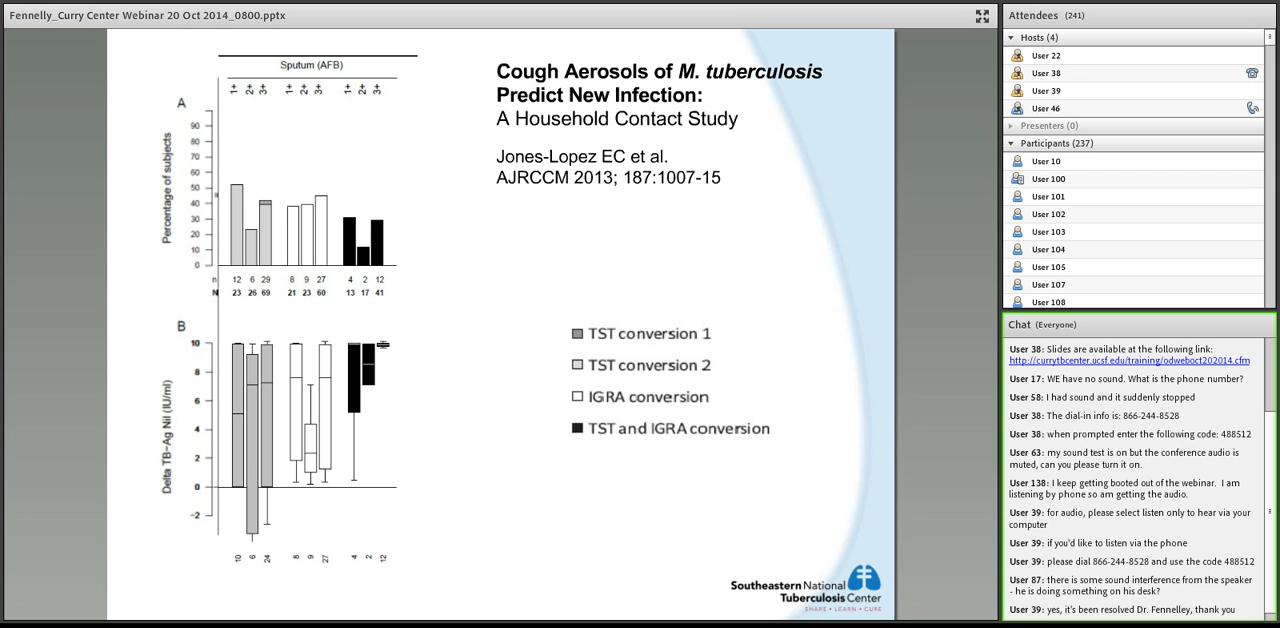 Fennelly_Curry Center Webinar 20 Oct 2014_0800.pptx
Sputum (AFB)
1+ 2+ 3+ 1+ 2+ 3+ 1+ 2+ 3+
A
Percentage of subjects
90
80
70
60
50
40
30
20
10
0
n 12 6 29 8 9 27 4 2 12
N 23 26 69 21 23 60 13 17 41
B
Delta TB-Ag Nil (IU/ml)
10
8
6
4
2
0
-2
10 6 24 8 9 27 4 2 12
Cough Aerosols of M. tuberculosis
Predict New Infection:
A Household Contact Study
Jones-Lopez EC et al.
AJRCCM 2013; 187:1007-15
TST conversion 1
TST conversion 2
IGRA conversion
TST and IGRA conversion
Southeastern National
Tuberculosis Center
SHARE • LEARN • CURE
Attendees (241)
Hosts (4)
User 22
User 38
User 39
User 46
Presenters (0)
Participants (237)
User 10
User 100
User 101
User 102
User 103
User 104
User 105
User 107
User 108
Chat (Everyone)
User 38: Slides are available at the following link:
http://currytbcenter.ucsf.edu/training/odweboct202014.cfm
User 17: WE have no sound. What is the phone number?
User 58: I had sound and it suddenly stopped
User 38: The dial-in info is: 866-244-8528
User 38: when prompted enter the following code: 488512
User 63: my sound test is on but the conference audio is
muted, can you please turn it on.
User 138: I keep getting booted out of the webinar. I am
listening by phone so am getting the audio.
User 39: for audio, please select listen only to hear via your
computer
User 39: if you'd like to listen via the phone
User 39: please dial 866-244-8528 and use the code 488512
User 87: there is some sound interference from the speaker
- he is doing something on his desk?
User 39: yes, it's been resolved Dr. Fennelley, thank you